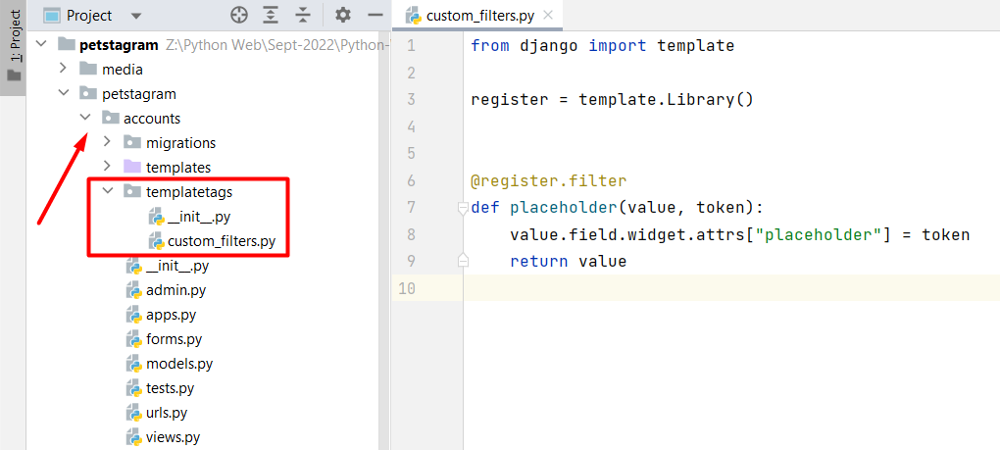 1: Project
Project
petstagram Z:\Python Web\Sept-2022\Python-
media
petstagram
accounts
migrations
templates
templatetags
__init__.py
custom_filters.py
__init__.py
admin.py
apps.py
forms.py
models.py
tests.py
urls.py
views.py
custom_filters.py
1 from django import template
2
3 register = template.Library()
4
5
6 @register.filter
7 def placeholder(value, token):
8     value.field.widget.attrs["placeholder"] = token
9     return value
10